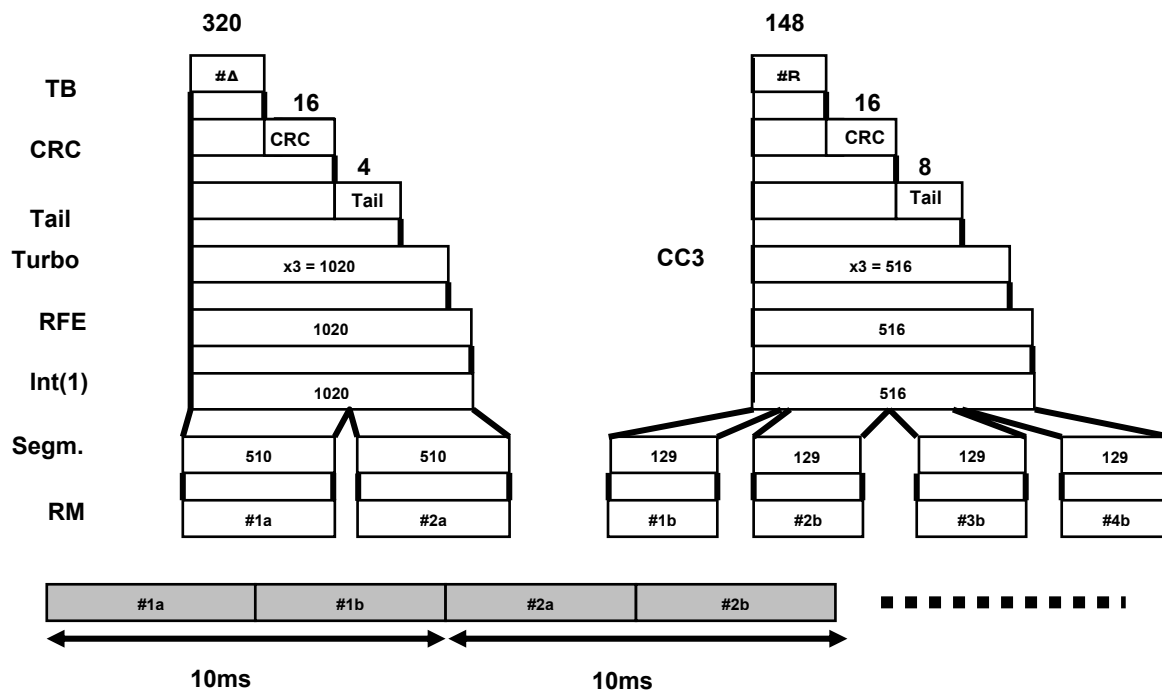 320 148
TB #A #B
16 16
CRC CRC CRC
4 8
Tail Tail Tail
Turbo x3 = 1020 CC3 x3 = 516
RFE 1020 516
Int(1) 1020 516
Segm. 510 510 129 129 129 129
RM #1a #2a #1b #2b #3b #4b
#1a #1b #2a #2b
10ms 10ms